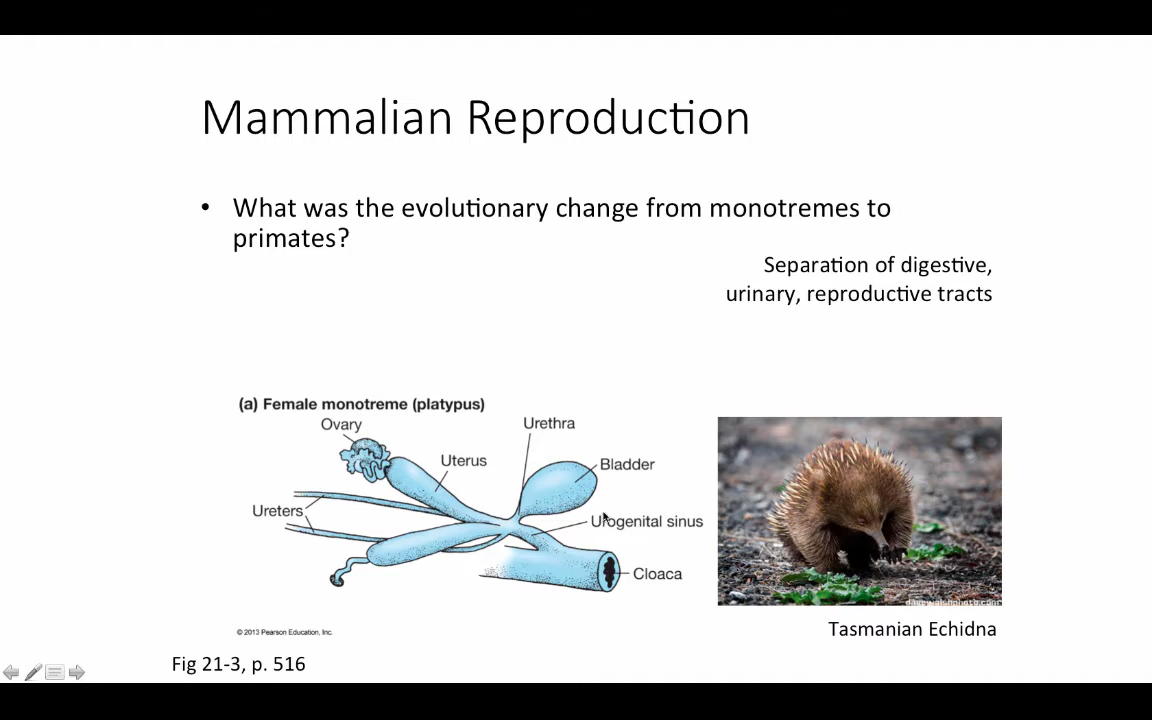 Mammalian Reproduction
• What was the evolutionary change from monotremes to
primates?
Separation of digestive,
urinary, reproductive tracts
(a) Female monotreme (platypus)
Ovary
Urethra
Uterus
Bladder
Ureters
Urogenital sinus
Cloaca
© 2013 Pearson Education, Inc.
Tasmanian Echidna
Fig 21-3, p. 516